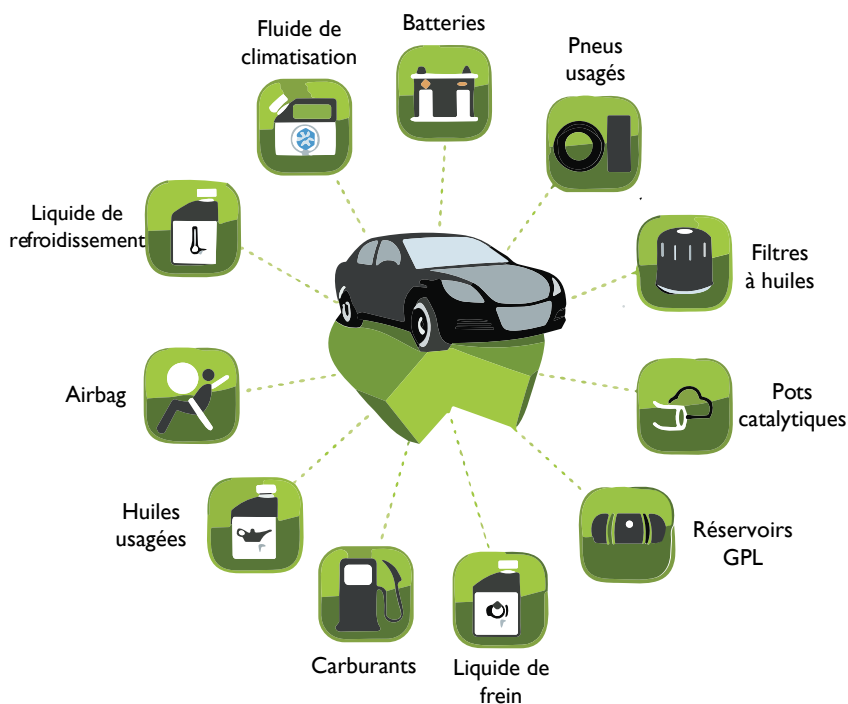 Batteries
Fluide de
climatisation
Pneus
usagés
Liquide de
refroidissement
Filtres
à huiles
Airbag
Pots
catalytiques
Huiles
usagées
Réservoirs
GPL
Carburants
Liquide de
frein